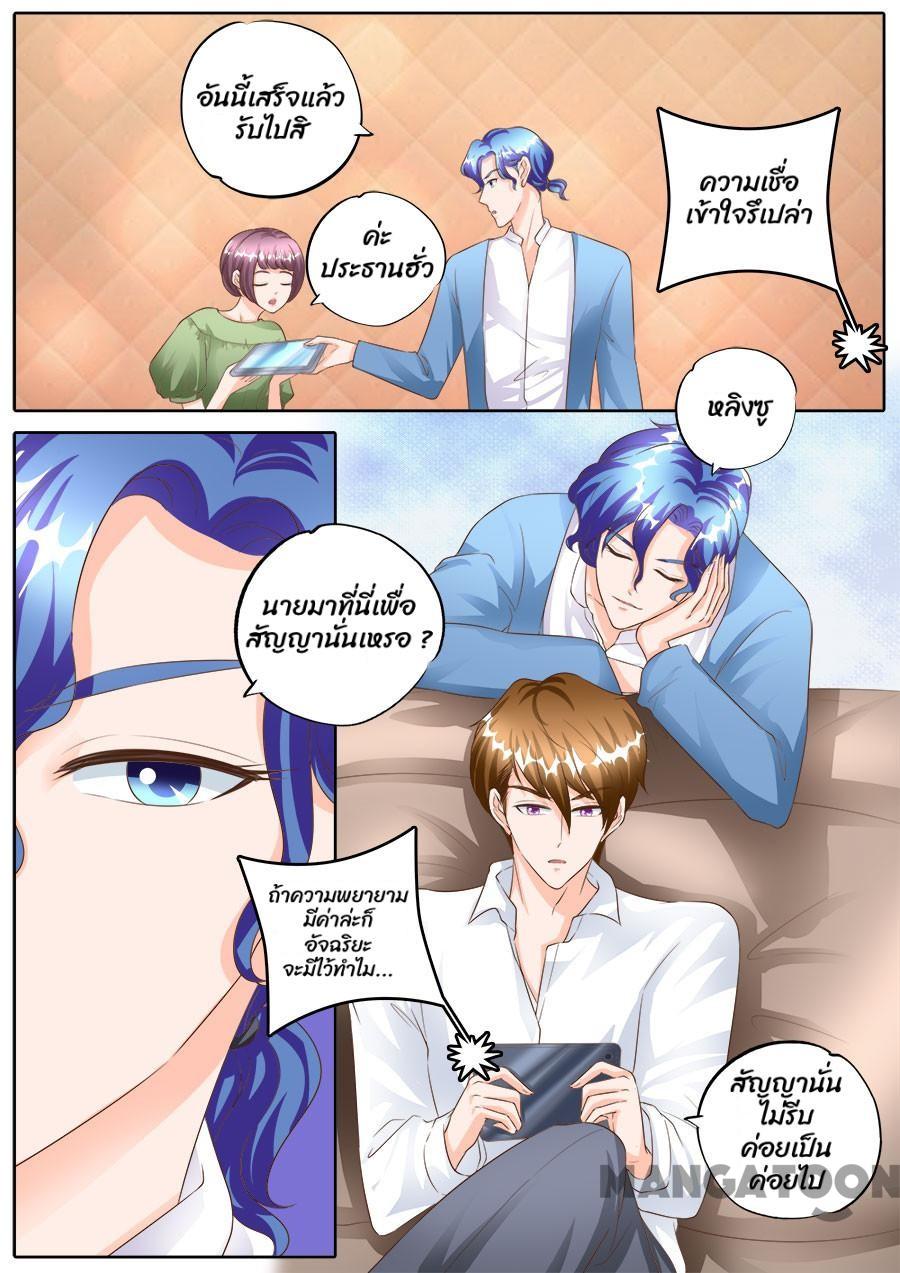 อันนี้เสร็จแล้ว
รับไปสิ
ค่ะ
ประธานฮั่ว
ความเชื่อ
เข้าใจรึเปล่า
หลิงซู
นายมาที่นี่เพื่อ
สัญญานั่นเหรอ ?
ถ้าความพยายาม
มีค่าล่ะก็
อัจฉริยะ
จะมีไว้ทำไม...
สัญญานั่น
ไม่รีบ
ค่อยเป็น
ค่อยไป
MANGATOON